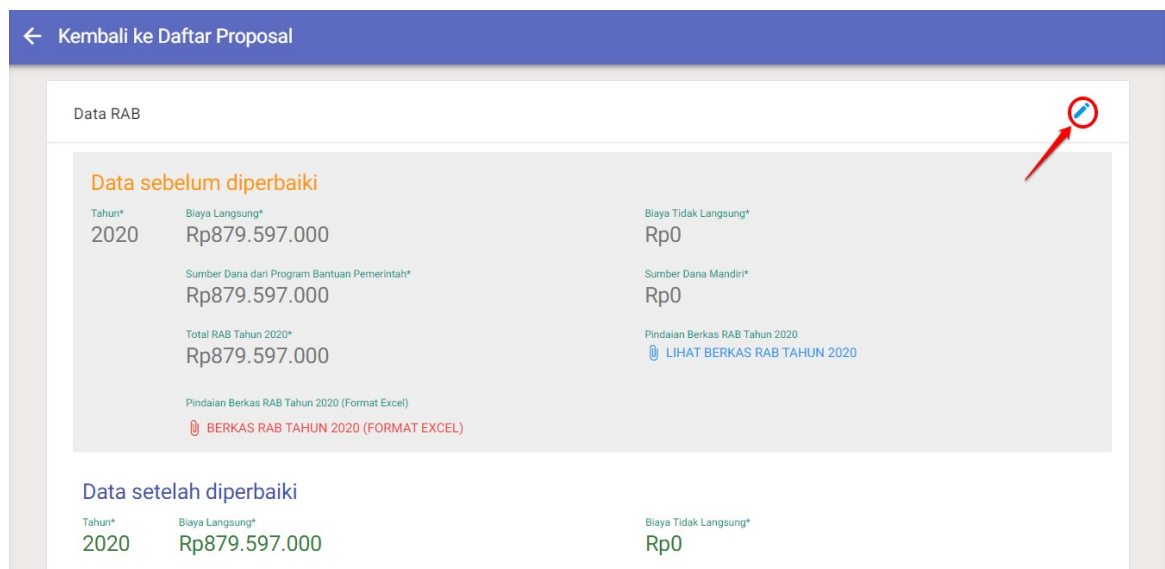 Kembali ke Daftar Proposal
Data RAB
Data sebelum diperbaiki
Tahun* Biaya Langsung* Biaya Tidak Langsung*
2020 Rp879.597.000 Rp0
Sumber Dana dari Program Bantuan Pemerintah* Sumber Dana Mandiri*
Rp879.597.000 Rp0
Total RAB Tahun 2020* Pindaian Berkas RAB Tahun 2020
Rp879.597.000 LIHAT BERKAS RAB TAHUN 2020
Pindaian Berkas RAB Tahun 2020 (Format Excel)
BERKAS RAB TAHUN 2020 (FORMAT EXCEL)
Data setelah diperbaiki
Tahun* Biaya Langsung* Biaya Tidak Langsung*
2020 Rp879.597.000 Rp0